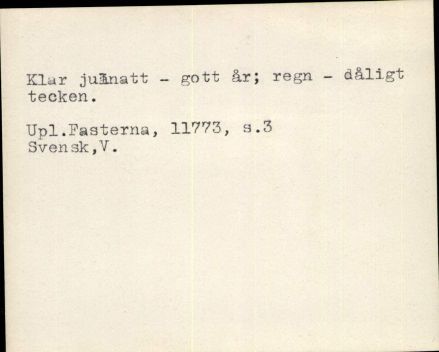 Klar julnatt - gott år; regn - dåligt
tecken.
Upl.Fasterna, 11773, s.3
Svensk,V.